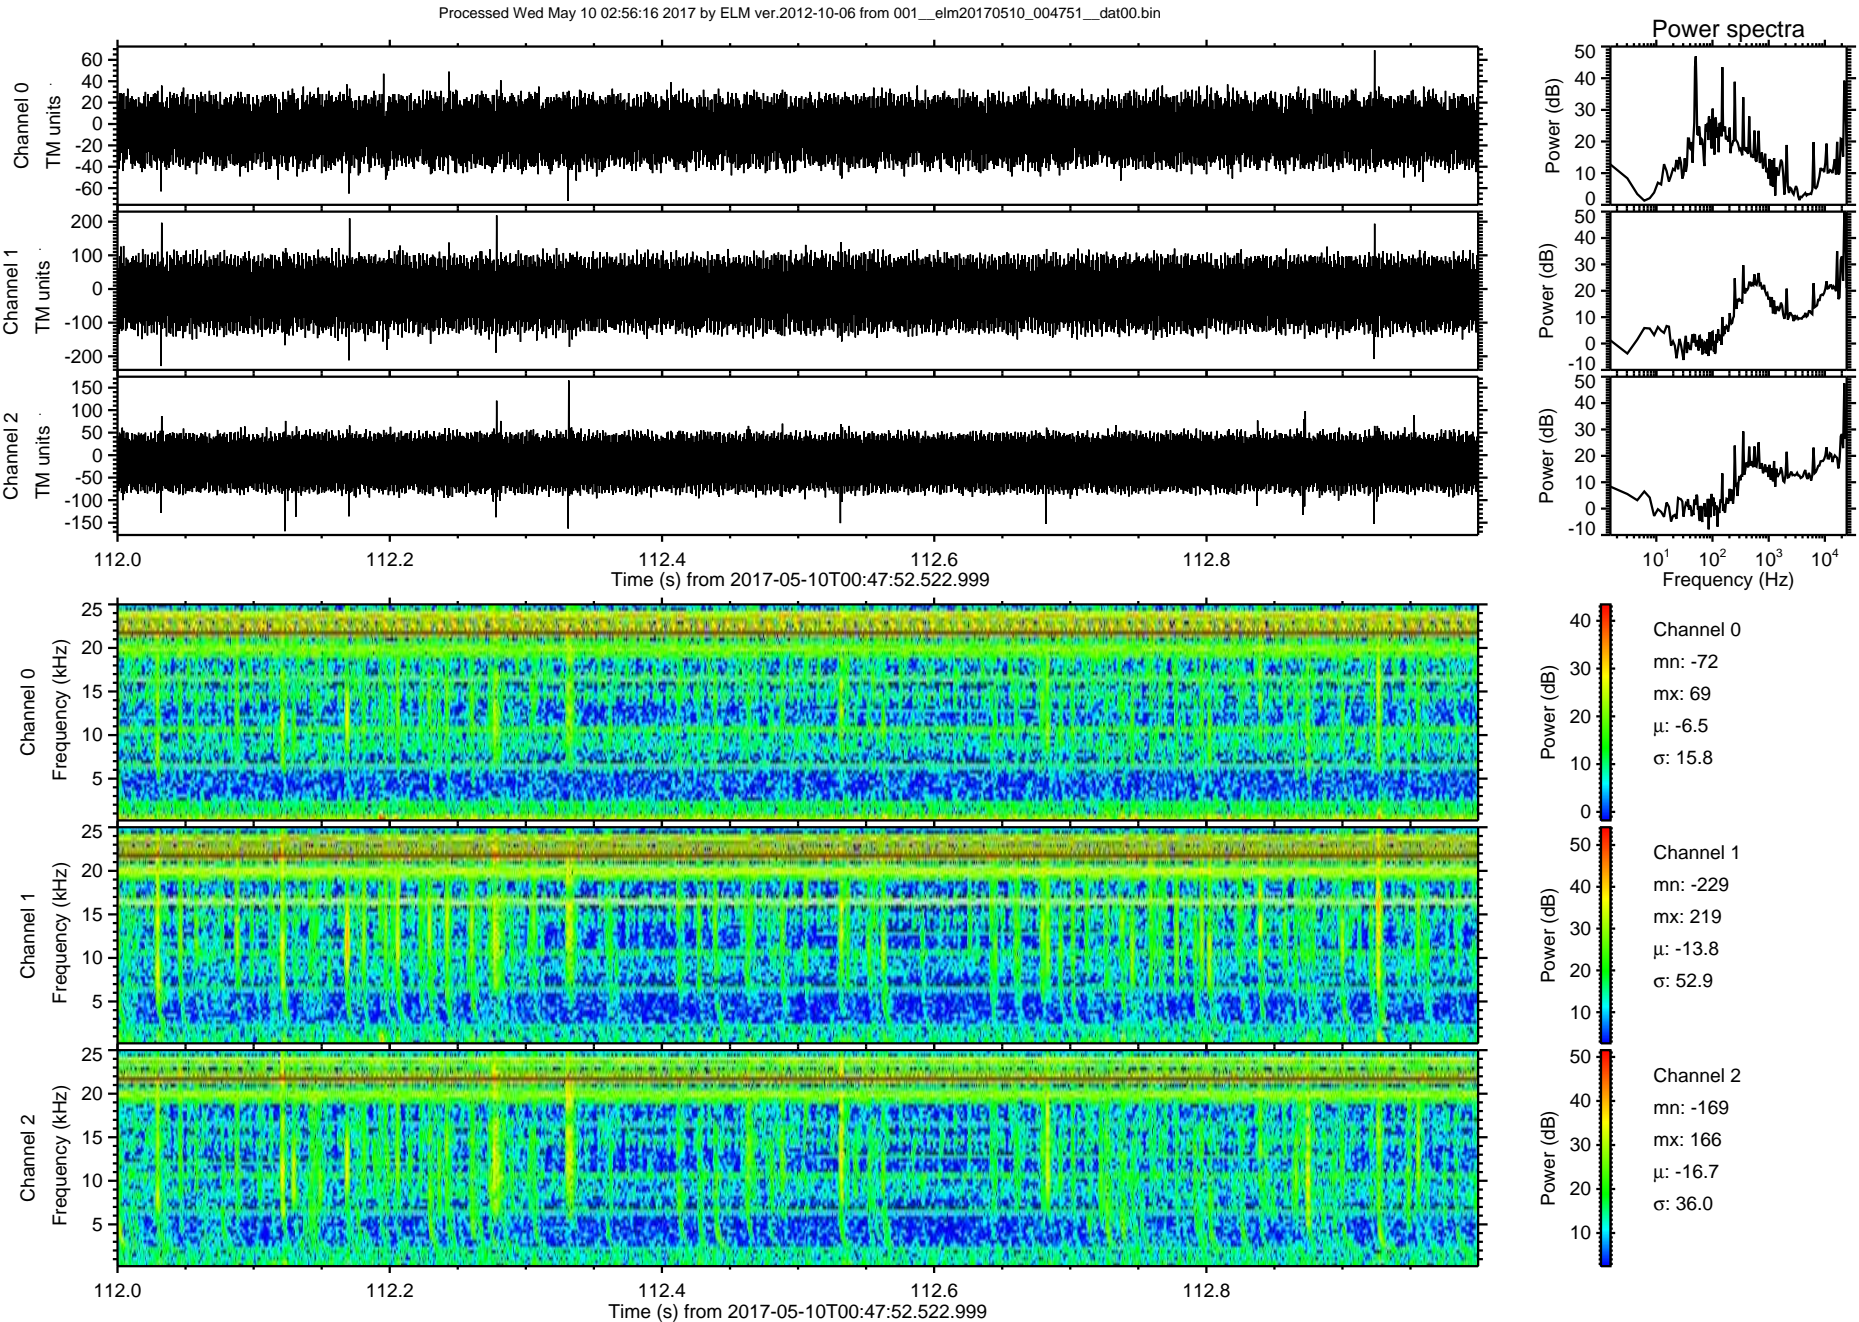 Processed Wed May 10 02:56:16 2017 by ELM ver.2012-10-06 from 001__elm20170510_004751__dat00.bin
Power spectra
Channel 0
TM units
60
40
20
0
-20
-40
-60
Power (dB)
50
40
30
20
10
0
Channel 1
TM units
200
100
0
-100
-200
Power (dB)
50
40
30
20
10
0
-10
Channel 2
TM units
150
100
50
0
-50
-100
-150
Power (dB)
50
40
30
20
10
0
-10
112.0 112.2 112.4 112.6 112.8
Time (s) from 2017-05-10T00:47:52.522.999
10^1 10^2 10^3 10^4
Frequency (Hz)
Channel 0
Frequency (kHz)
25
20
15
10
5
Power (dB)
40
30
20
10
0
Channel 0
mn: -72
mx: 69
μ: -6.5
σ: 15.8
Channel 1
Frequency (kHz)
25
20
15
10
5
Power (dB)
50
40
30
20
10
Channel 1
mn: -229
mx: 219
μ: -13.8
σ: 52.9
Channel 2
Frequency (kHz)
25
20
15
10
5
Power (dB)
50
40
30
20
10
Channel 2
mn: -169
mx: 166
μ: -16.7
σ: 36.0
112.0 112.2 112.4 112.6 112.8
Time (s) from 2017-05-10T00:47:52.522.999